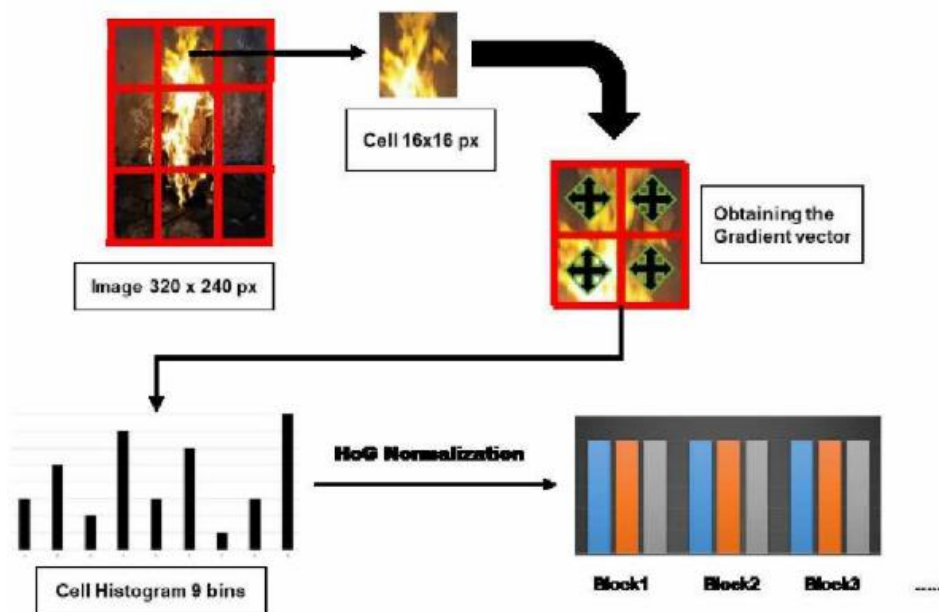 Cell 16x16 px
Obtaining the
Gradient vector
Image 320 x 240 px
HoG Normalization
Cell Histogram 9 bins
Block1 Block2 Block3 .....